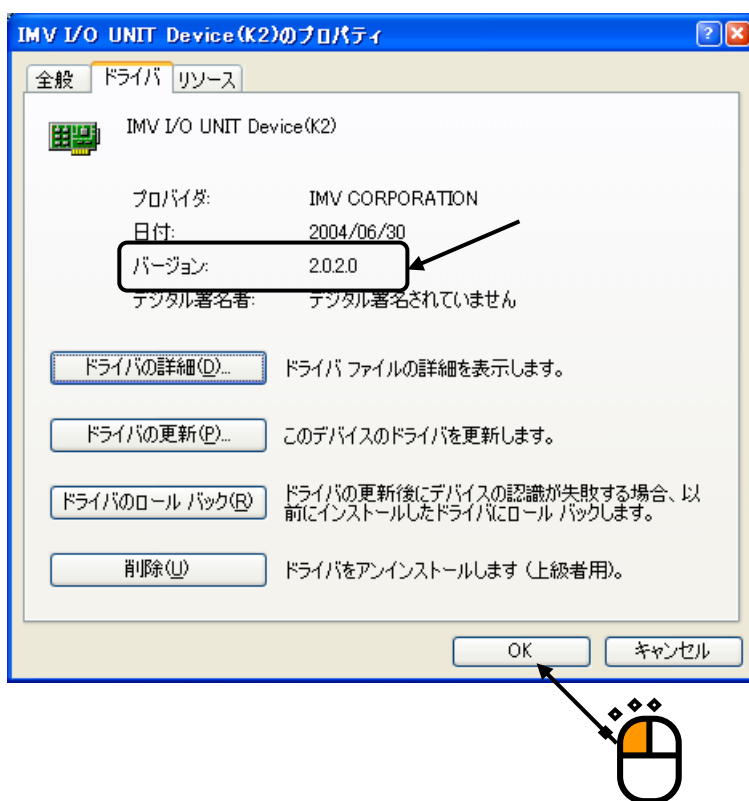 IMV I/O UNIT Device(K2)のプロパティ
全般 ドライバ リソース
IMV I/O UNIT Device(K2)
プロバイダ: IMV CORPORATION
日付: 2004/06/30
バージョン: 2.0.2.0
デジタル署名者: デジタル署名されていません
ドライバの詳細(D)... ドライバ ファイルの詳細を表示します。
ドライバの更新(P)... このデバイスのドライバを更新します。
ドライバのロール バック(R) ドライバの更新後にデバイスの認識が失敗する場合、以
前にインストールしたドライバにロール バックします。
削除(U) ドライバをアンインストールします (上級者用)。
OK キャンセル